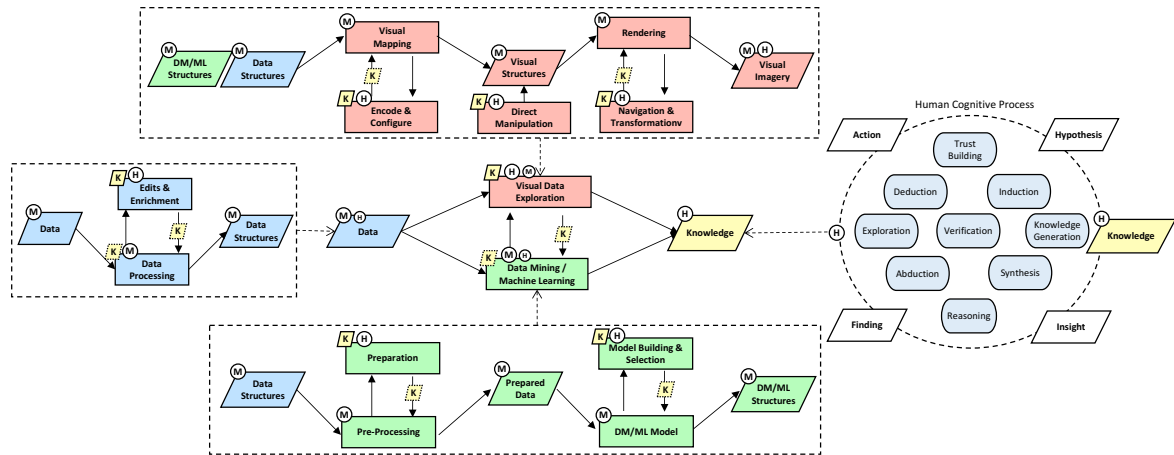 M
Visual
Mapping
M
Rendering
M
DM/ML
Structures
M
Data
Structures
M
Visual
Structures
M
H
Visual
Imagery
K
K
K
H
Encode &
Configure
K
H
Direct
Manipulation
K
H
Navigation &
Transformationv
Human Cognitive Process
Action
Hypothesis
Trust
Building
Deduction
Induction
H
Exploration
Verification
Knowledge
Generation
H
Knowledge
Abduction
Synthesis
Reasoning
Finding
Insight
K
H
Edits &
Enrichment
M
Data
K
K
M
Data
Processing
M
Data
Structures
M
H
Data
K
H
M
Visual Data
Exploration
K
K
M
H
Data Mining /
Machine Learning
H
Knowledge
K
H
Preparation
K
H
Model Building &
Selection
M
Data
Structures
K
M
Prepared
Data
K
M
DM/ML
Structures
M
Pre-Processing
M
DM/ML Model